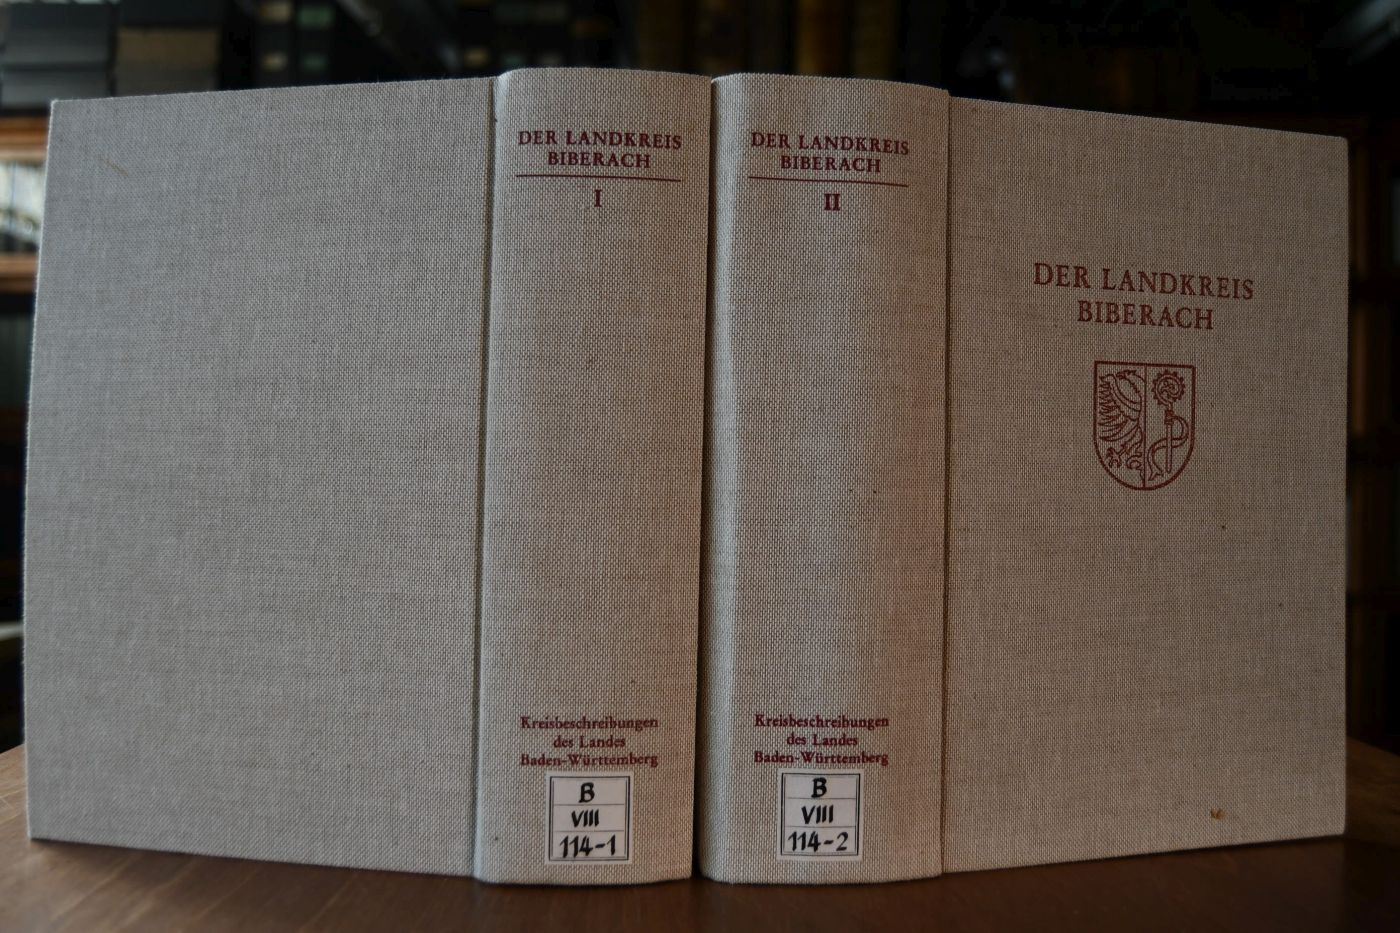 DER LANDKREIS
BIBERACH
I
Kreisbeschreibungen
des Landes
Baden-Württemberg
B
VIII
114-1
DER LANDKREIS
BIBERACH
II
Kreisbeschreibungen
des Landes
Baden-Württemberg
B
VIII
114-2
DER LANDKREIS
BIBERACH